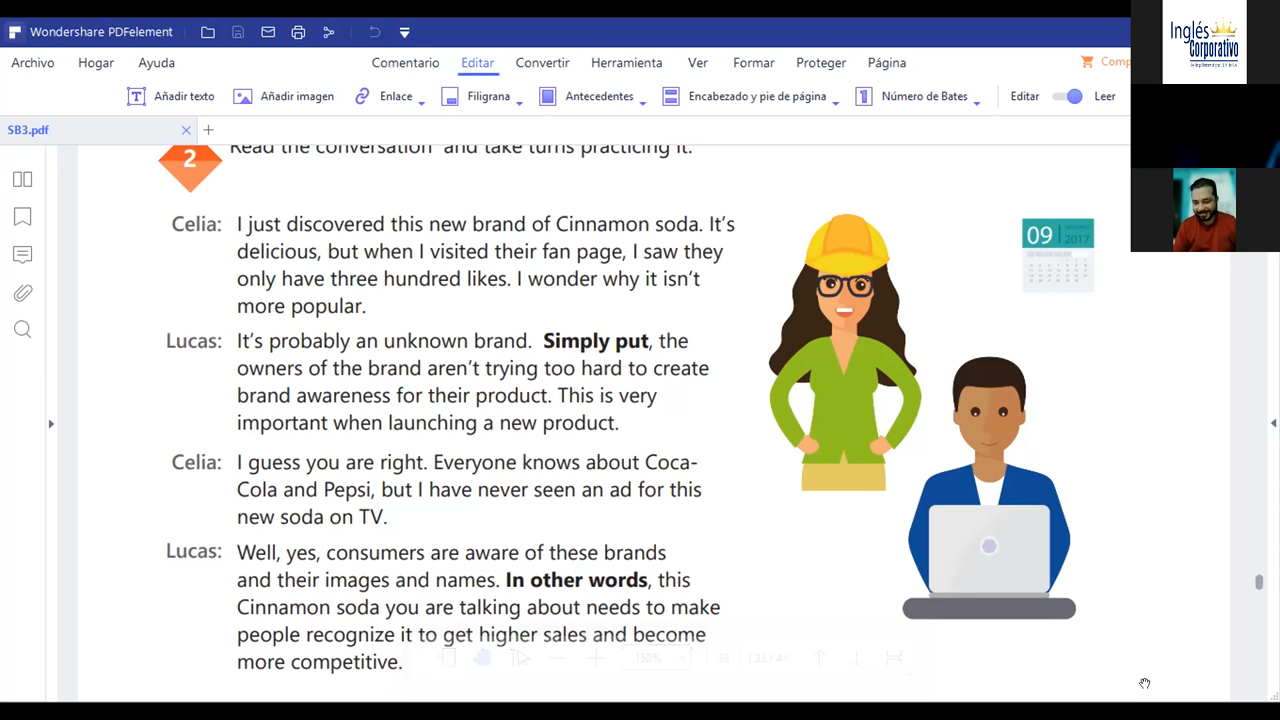 Wondershare PDFelement
Archivo Hogar Ayuda Comentario Editar Convertir Herramienta Ver Formar Proteger Página
Añadir texto Añadir imagen Enlace Filigrana Antecedentes Encabezado y pie de página Número de Bates Editar Leer
SB3.pdf
Inglés
Corporativo
2
Read the conversation and take turns practicing it.
Celia: I just discovered this new brand of Cinnamon soda. It's
delicious, but when I visited their fan page, I saw they
only have three hundred likes. I wonder why it isn't
more popular.
Lucas: It's probably an unknown brand. Simply put, the
owners of the brand aren't trying too hard to create
brand awareness for their product. This is very
important when launching a new product.
Celia: I guess you are right. Everyone knows about Coca-
Cola and Pepsi, but I have never seen an ad for this
new soda on TV.
Lucas: Well, yes, consumers are aware of these brands
and their images and names. In other words, this
Cinnamon soda you are talking about needs to make
people recognize it to get higher sales and become
more competitive.
09
2017
150% 33